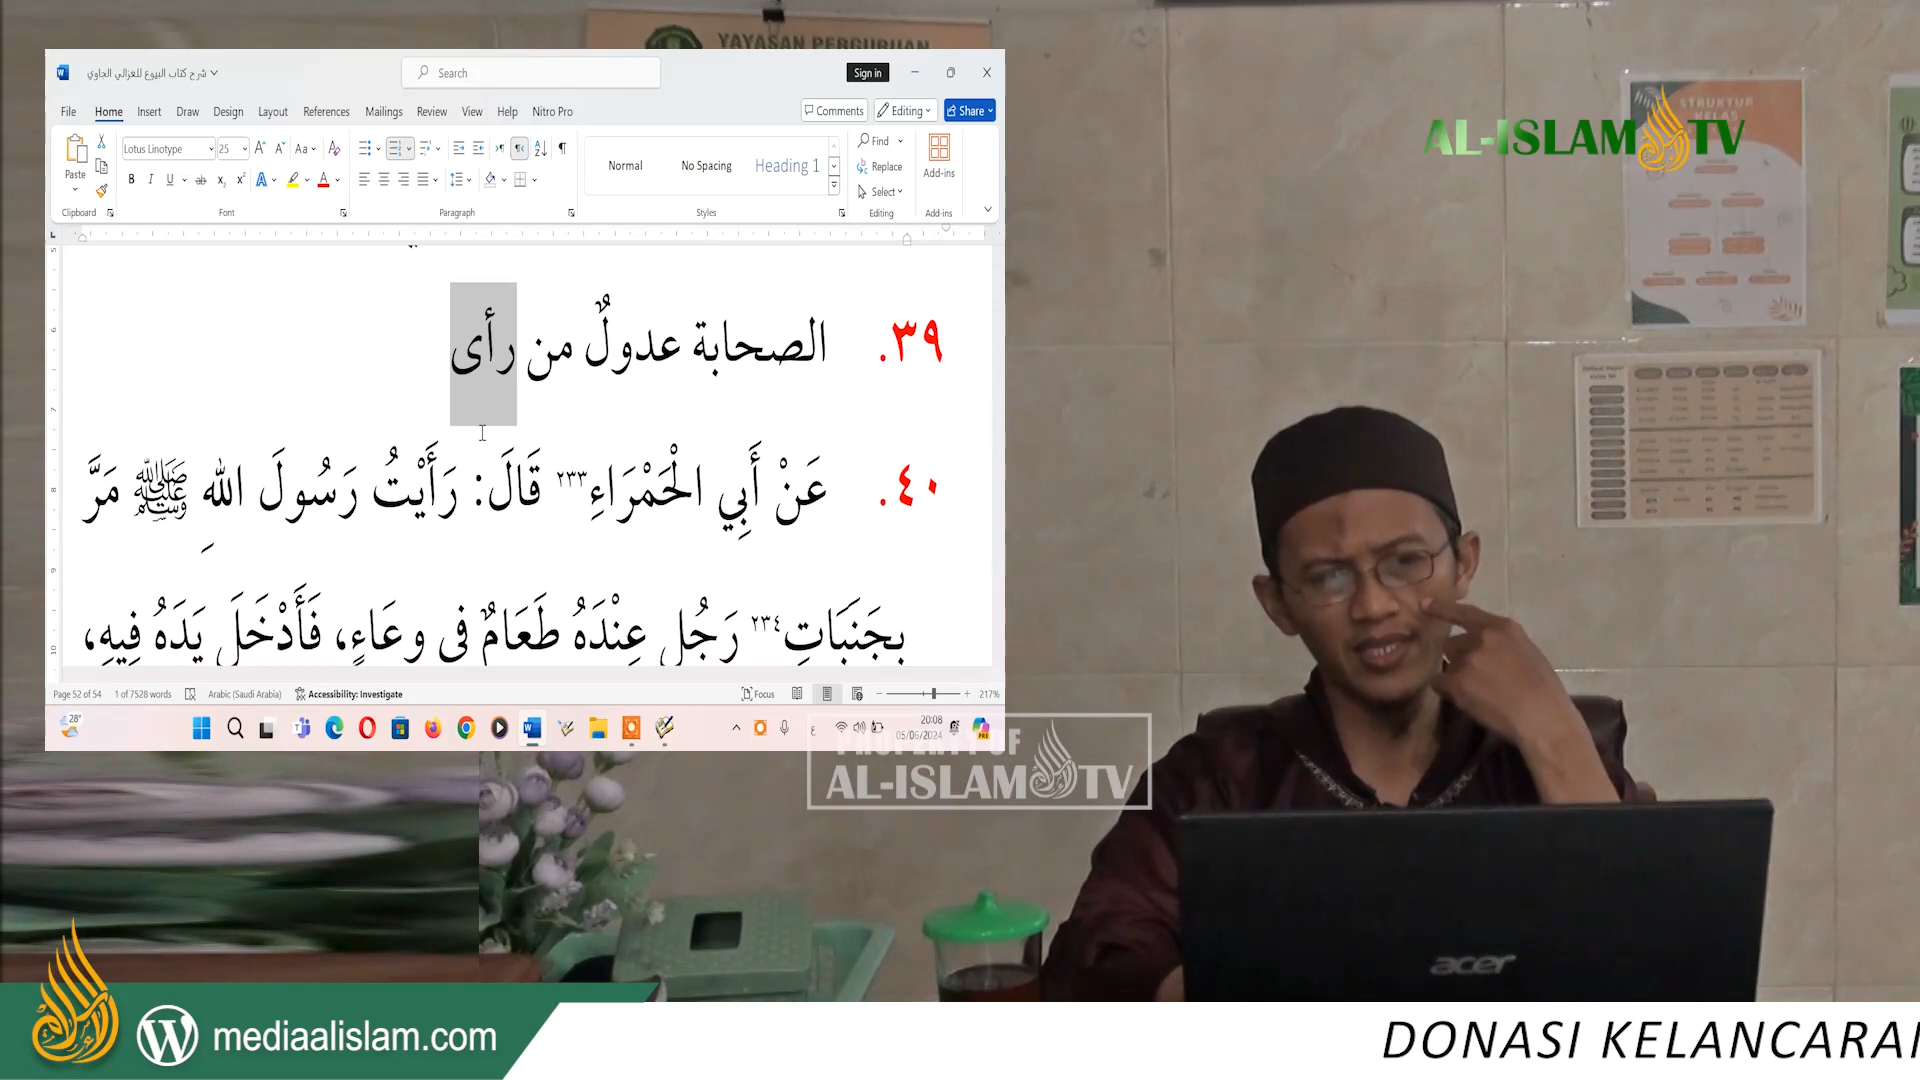 YAYASAN PERGURUAN
شرح كتاب البيوع للغزالي الجاوي
Search
Sign in
File Home Insert Draw Design Layout References Mailings Review View Help Nitro Pro
Comments Editing Share
Paste
Lotus Linotype 25
Normal No Spacing Heading 1
Find
Replace
Select
Add-ins
Clipboard Font Paragraph Styles Editing Add-ins
٣٩. الصحابة عدولٌ من رأى
٤٠. عَنْ أَبِي الْحَمْرَاءِ٢٣٣ قَالَ: رَأَيْتُ رَسُولَ اللهِ ﷺ مَرَّ
بِجَنَبَاتِ٢٣٤ رَجُلٍ عِنْدَهُ طَعَامٌ فِى وِعَاءٍ، فَأَدْخَلَ يَدَهُ فِيهِ،
Page 52 of 54 1 of 7528 words Arabic (Saudi Arabia) Accessibility: Investigate
Focus 217%
28°
20:08
05/06/2024
AL-ISLAM TV
STRUKTUR
KELAS
PROPERTY OF
AL-ISLAM TV
acer
mediaalislam.com
DONASI KELANCARAN